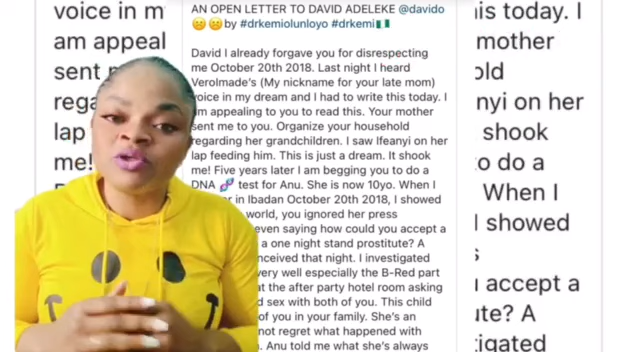 voice in m
am appeal
sent
rega
lap
me!
AN OPEN LETTER TO DAVID ADELEKE @davido
☹️☹️by #drkemiolunloyo #drkemi🇳🇬
David I already forgave you for disrespecting
me October 20th 2018. Last night I heard
Verolmade's (My nickname for your late mom)
voice in my dream and I had to write this today. I
am appealing to you to read this. Your mother
sent me to you. Organize your household
regarding her grandchildren. I saw Ifeanyi on her
lap feeding him. This is just a dream. It shook
me! Five years later I am begging you to do a
DNA 🧬 test for Anu. She is now 10yo. When I
r in Ibadan October 20th 2018, I showed
world, you ignored her press
even saying how could you accept a
a one night stand prostitute? A
nceived that night. I investigated
very well especially the B-Red part
at the after party hotel room asking
d sex with both of you. This child
of you in your family. She's an
not regret what happened with
. Anu told me what she's always
is today. I
mother
old
anyi on her
shook
o do a
When I
I showed
s
u accept a
ute? A
tigated